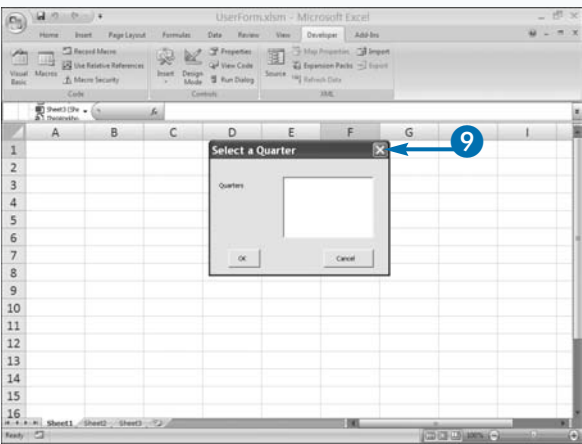 UserForm.xlsm - Microsoft Excel
Home Insert Page Layout Formulas Data Review View Developer Add-Ins
Visual Basic
Macros
Record Macro
Use Relative References
Macro Security
Code
Insert
Design Mode
Properties
View Code
Run Dialog
Controls
Source
Map Properties
Expansion Packs
Refresh Data
Import
Export
XML
Sheet3 (She
fx
A B C D E F G H I
1
2
3
4
5
6
7
8
9
10
11
12
13
14
15
16
Select a Quarter
Quarters
OK Cancel
9
Sheet1 Sheet2 Sheet3
Ready 100%